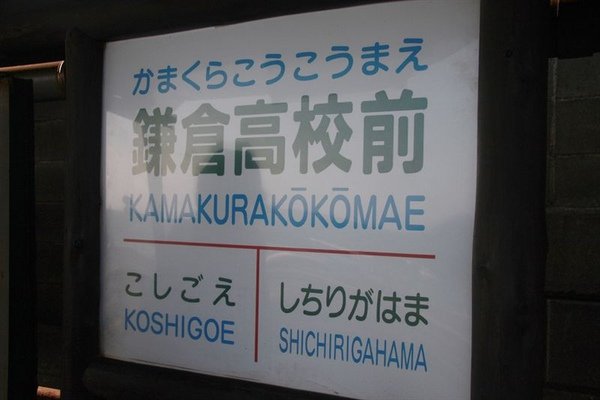 かまくらこうこうまえ
鎌倉高校前
KAMAKURAKŌKŌMAE
こしごえ
KOSHIGOE
しちりがはま
SHICHIRIGAHAMA